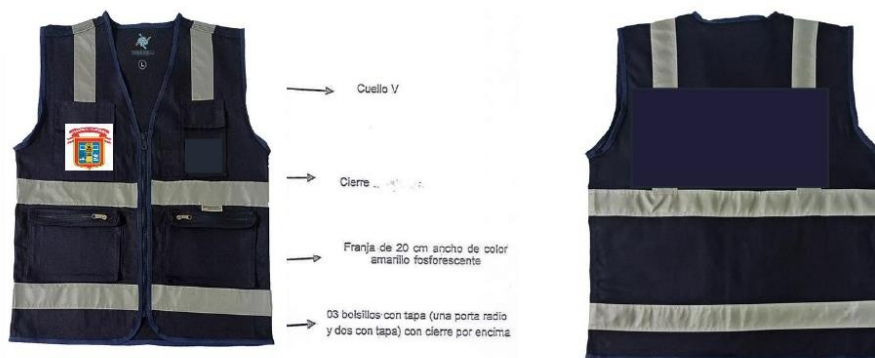 L
Cuello V
Cierre
Franja de 20 cm ancho de color
amarillo fosforescente
03 bolsillos con tapa (una porta radio
y dos con tapa) con cierre por encima